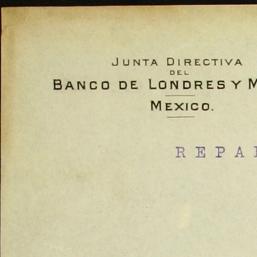 JUNTA DIRECTIVA
DEL
BANCO DE LONDRES Y M
MEXICO.
REPA